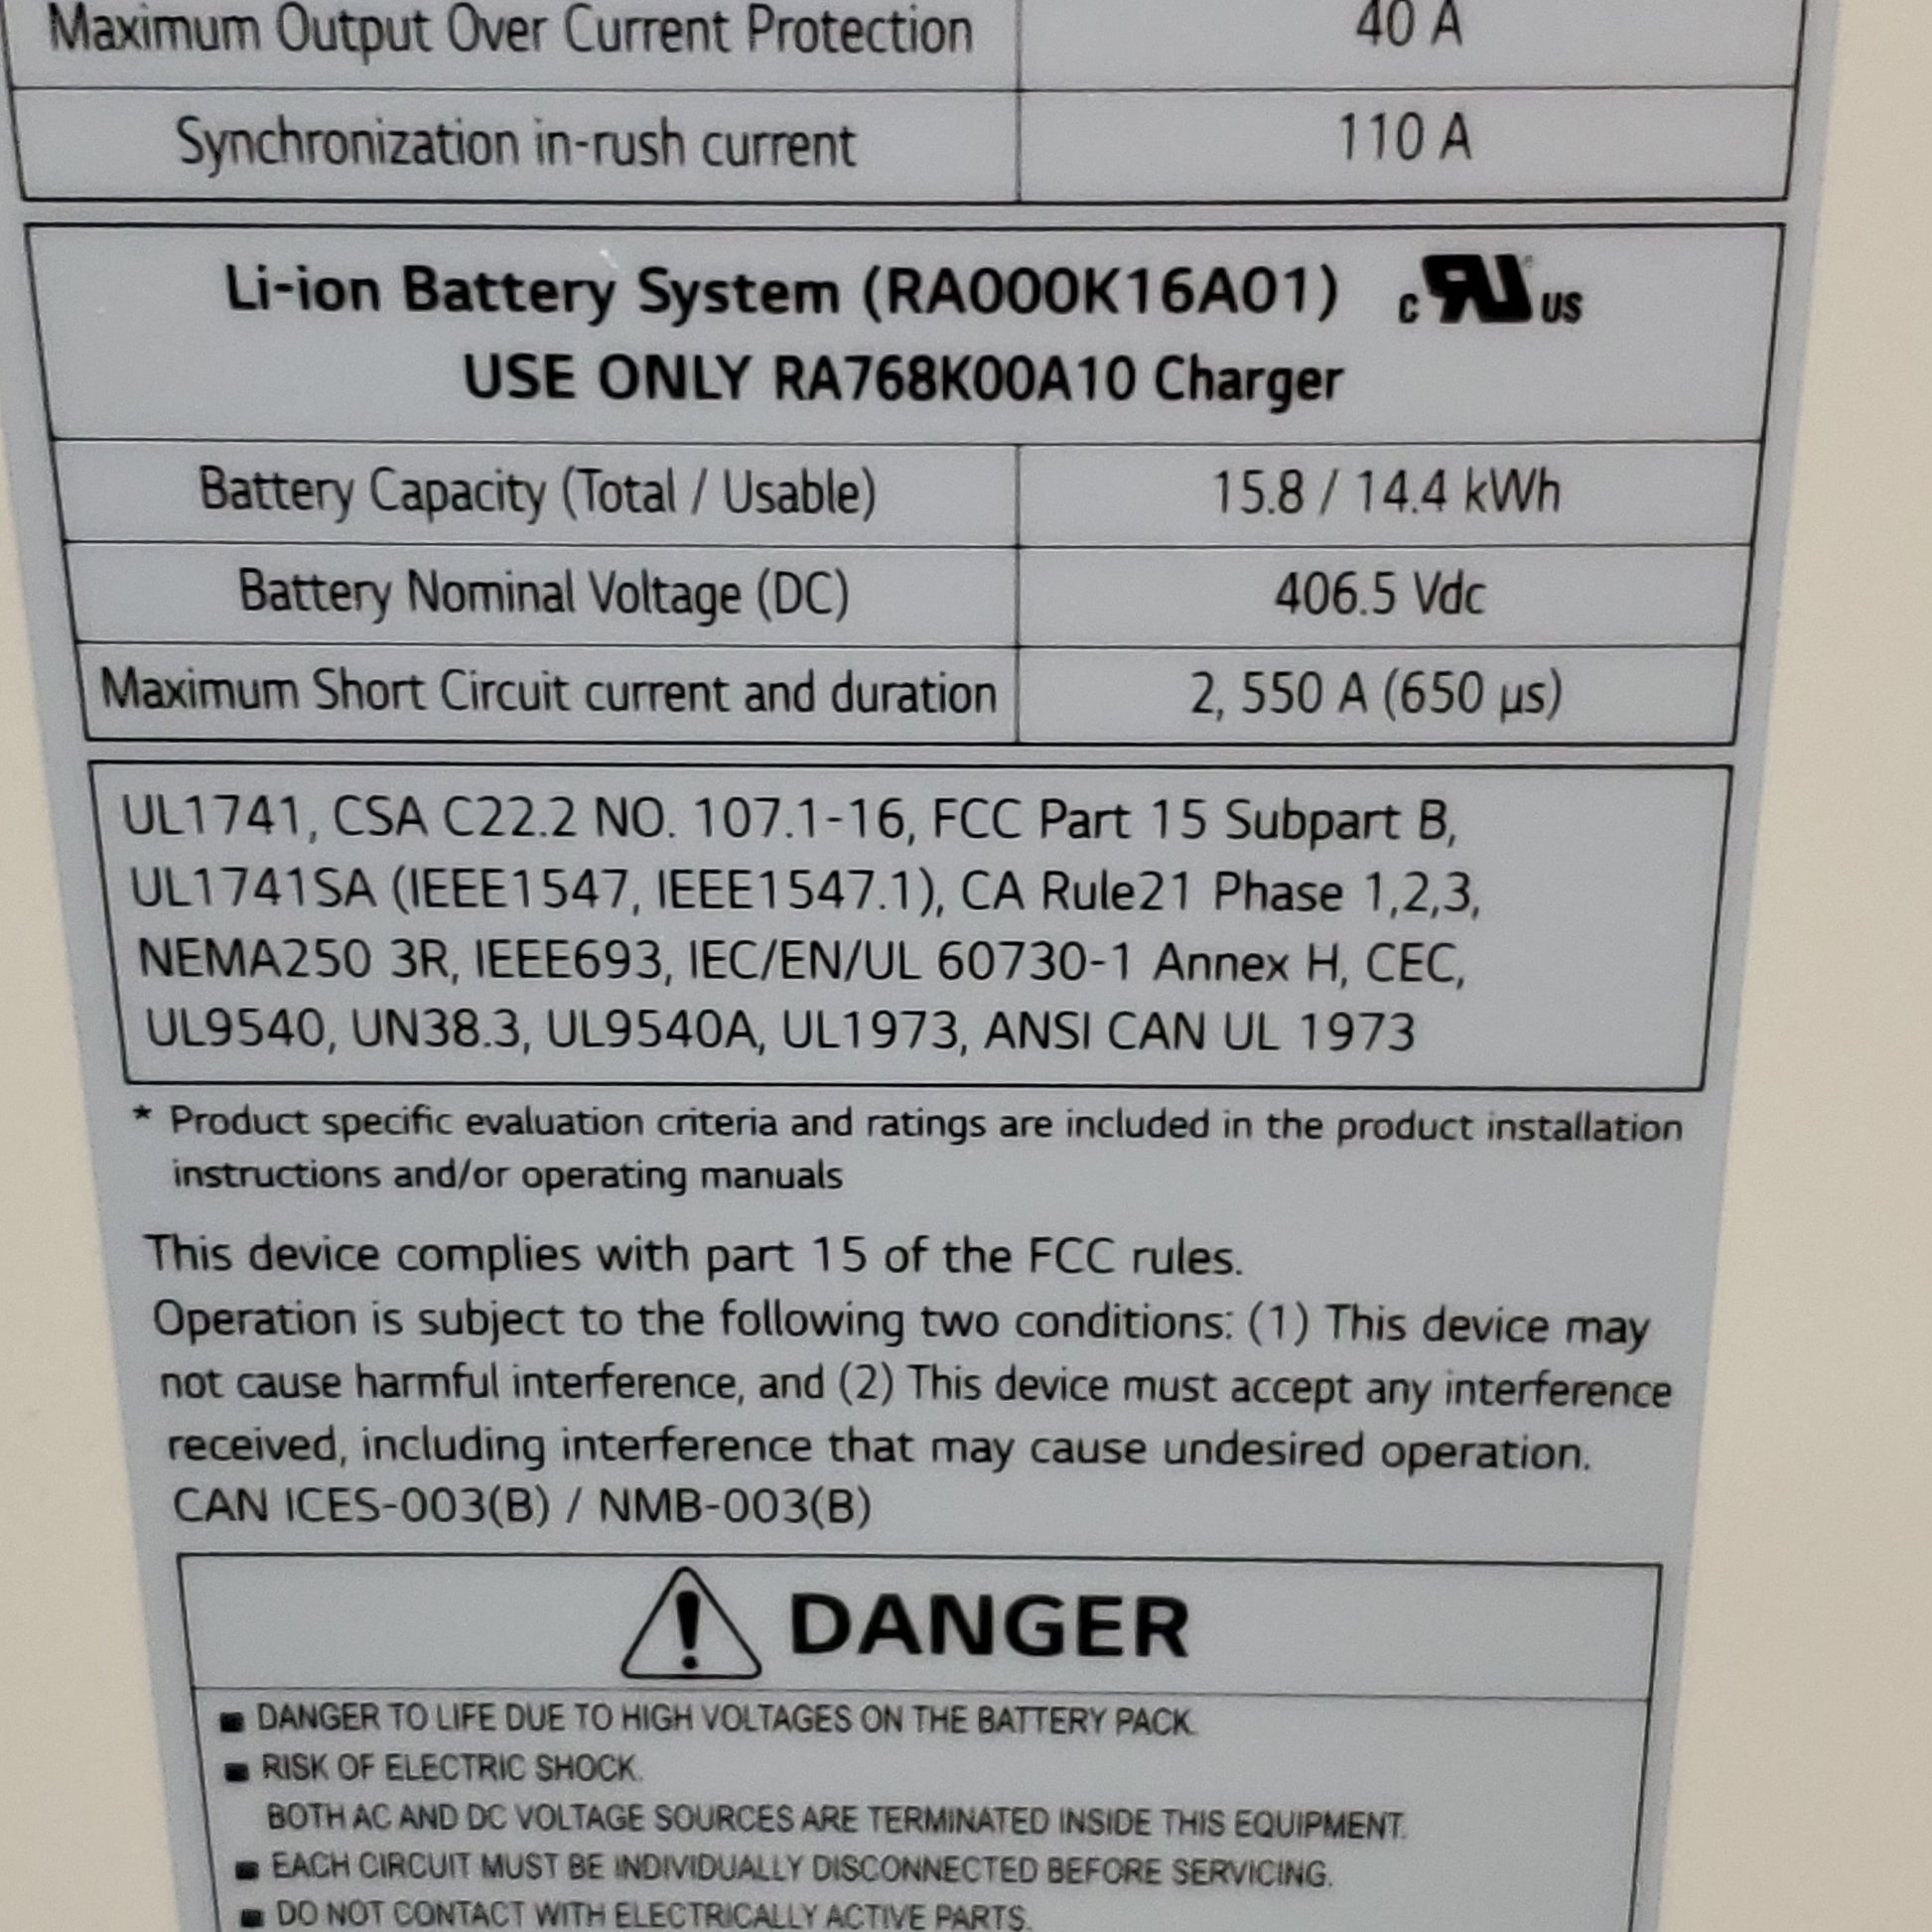 Maximum Output Over Current Protection 40 A
Synchronization in-rush current 110 A
Li-ion Battery System (RA000K16A01) c RU US
USE ONLY RA768K00A10 Charger
Battery Capacity (Total / Usable) 15.8 / 14.4 kWh
Battery Nominal Voltage (DC) 406.5 Vdc
Maximum Short Circuit current and duration 2, 550 A (650 µs)
UL1741, CSA C22.2 NO. 107.1-16, FCC Part 15 Subpart B,
UL1741SA (IEEE1547, IEEE1547.1), CA Rule21 Phase 1,2,3,
NEMA250 3R, IEEE693, IEC/EN/UL 60730-1 Annex H, CEC,
UL9540, UN38.3, UL9540A, UL1973, ANSI CAN UL 1973
* Product specific evaluation criteria and ratings are included in the product installation
instructions and/or operating manuals
This device complies with part 15 of the FCC rules.
Operation is subject to the following two conditions: (1) This device may
not cause harmful interference, and (2) This device must accept any interference
received, including interference that may cause undesired operation.
CAN ICES-003(B) / NMB-003(B)
DANGER
■ DANGER TO LIFE DUE TO HIGH VOLTAGES ON THE BATTERY PACK.
■ RISK OF ELECTRIC SHOCK.
BOTH AC AND DC VOLTAGE SOURCES ARE TERMINATED INSIDE THIS EQUIPMENT.
■ EACH CIRCUIT MUST BE INDIVIDUALLY DISCONNECTED BEFORE SERVICING.
■ DO NOT CONTACT WITH ELECTRICALLY ACTIVE PARTS.